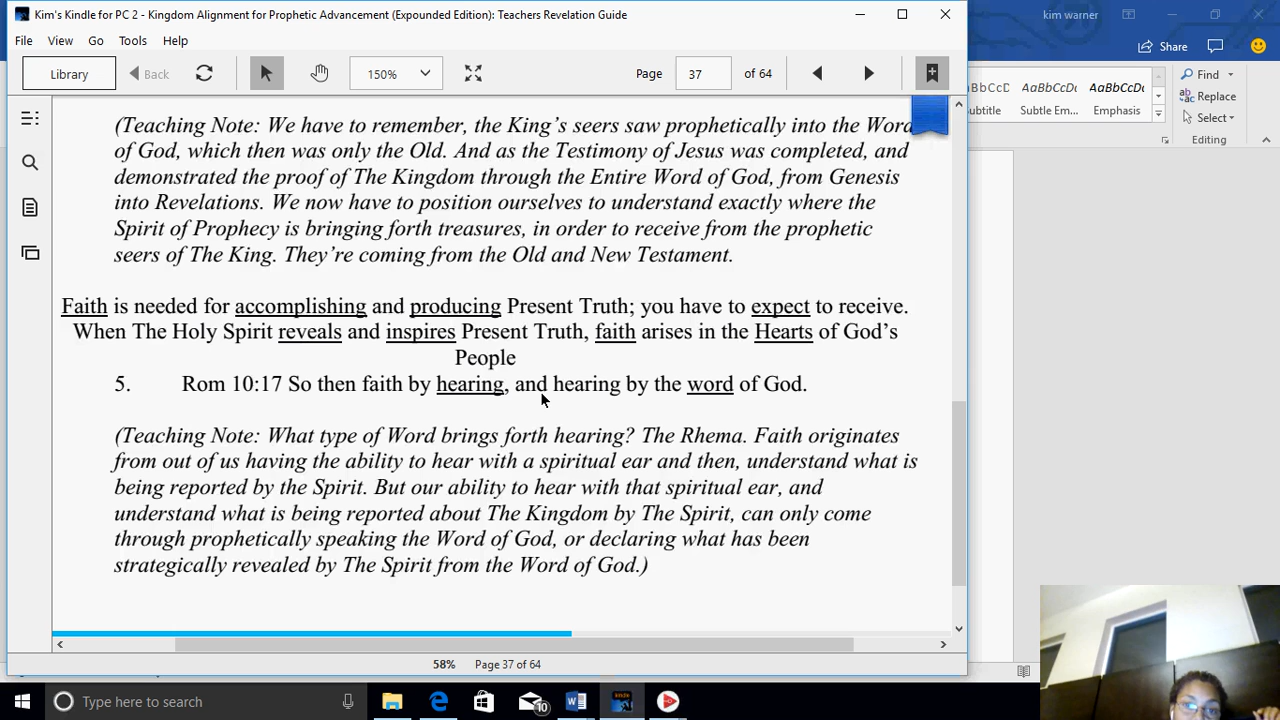 Kim's Kindle for PC 2 - Kingdom Alignment for Prophetic Advancement (Expounded Edition): Teachers Revelation Guide
kim warner
File View Go Tools Help
Share
Library Back 150% Page 37 of 64
AaBbCcD AaBbCcDc AaBbCcDc
ubtitle Subtle Em... Emphasis
Find
Replace
Select
Editing
(Teaching Note: We have to remember, the King's seers saw prophetically into the Word
of God, which then was only the Old. And as the Testimony of Jesus was completed, and
demonstrated the proof of The Kingdom through the Entire Word of God, from Genesis
into Revelations. We now have to position ourselves to understand exactly where the
Spirit of Prophecy is bringing forth treasures, in order to receive from the prophetic
seers of The King. They're coming from the Old and New Testament.
Faith is needed for accomplishing and producing Present Truth; you have to expect to receive.
When The Holy Spirit reveals and inspires Present Truth, faith arises in the Hearts of God's
People
5. Rom 10:17 So then faith by hearing, and hearing by the word of God.
(Teaching Note: What type of Word brings forth hearing? The Rhema. Faith originates
from out of us having the ability to hear with a spiritual ear and then, understand what is
being reported by the Spirit. But our ability to hear with that spiritual ear, and
understand what is being reported about The Kingdom by The Spirit, can only come
through prophetically speaking the Word of God, or declaring what has been
strategically revealed by The Spirit from the Word of God.)
58% Page 37 of 64
Type here to search
10